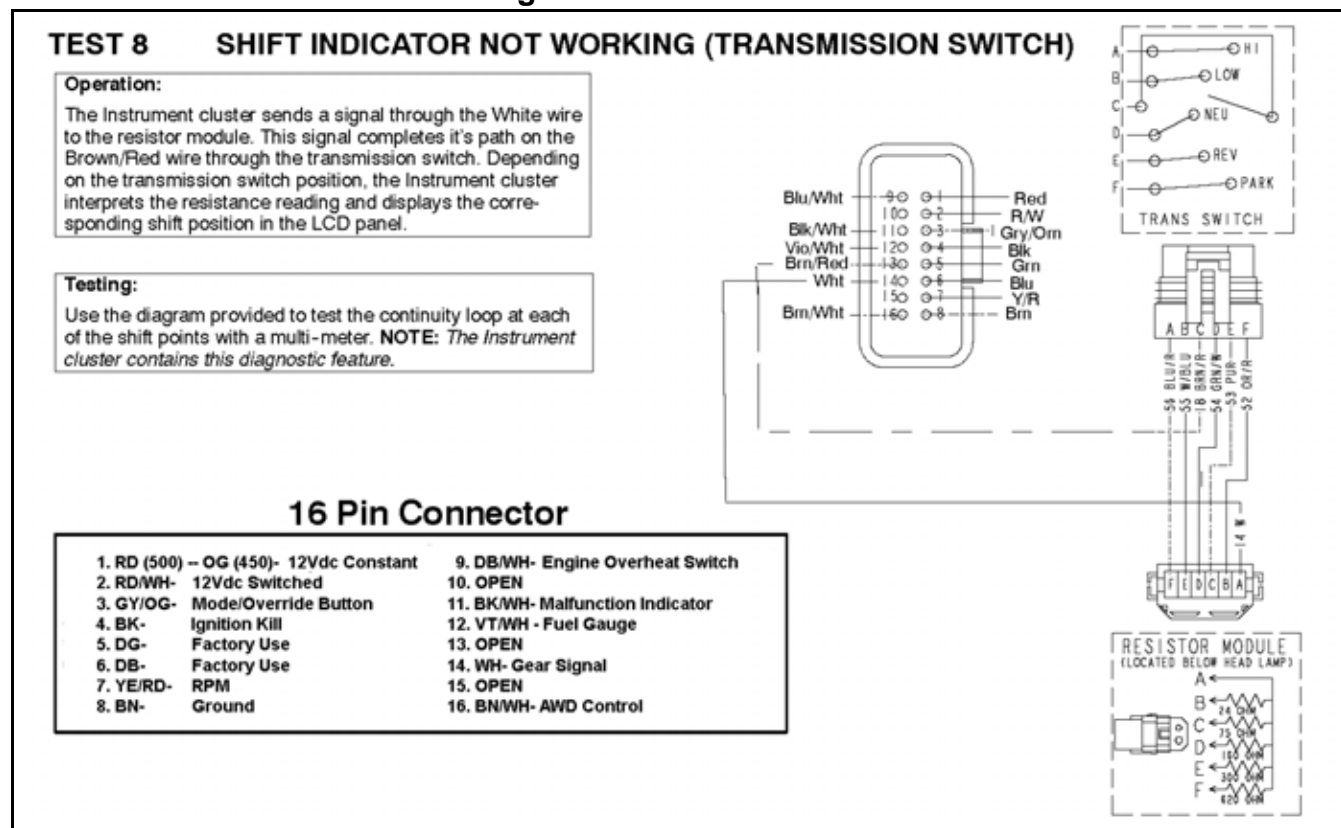 TEST 8 SHIFT INDICATOR NOT WORKING (TRANSMISSION SWITCH)
Operation:
The Instrument cluster sends a signal through the White wire
to the resistor module. This signal completes it's path on the
Brown/Red wire through the transmission switch. Depending
on the transmission switch position, the Instrument cluster
interprets the resistance reading and displays the corre-
sponding shift position in the LCD panel.
Testing:
Use the diagram provided to test the continuity loop at each
of the shift points with a multi-meter. NOTE: The Instrument
cluster contains this diagnostic feature.
A HI
B LOW
C
D NEU
E REV
F PARK
TRANS SWITCH
Blu/Wht 9 1 Red
10 2 R/W
Blk/Wht 11 3 Gry/Orn
Vio/Wht 12 4 Blk
Brn/Red 13 5 Grn
Wht 14 6 Blu
15 7 Y/R
Brn/Wht 16 8 Brn
A B C D E F
56 BLU/R
55 W/BLU
18 BRN/R
54 GRN/W
53 PUR
52 OR/R
14 W
F E D C B A
16 Pin Connector
1. RD (500) -- OG (450)- 12Vdc Constant
2. RD/WH- 12Vdc Switched
3. GY/OG- Mode/Override Button
4. BK- Ignition Kill
5. DG- Factory Use
6. DB- Factory Use
7. YE/RD- RPM
8. BN- Ground
9. DB/WH- Engine Overheat Switch
10. OPEN
11. BK/WH- Malfunction Indicator
12. VT/WH - Fuel Gauge
13. OPEN
14. WH- Gear Signal
15. OPEN
16. BN/WH- AWD Control
RESISTOR MODULE
(LOCATED BELOW HEAD LAMP)
A
B 24 OHM
C 75 OHM
D 160 OHM
E 300 OHM
F 620 OHM